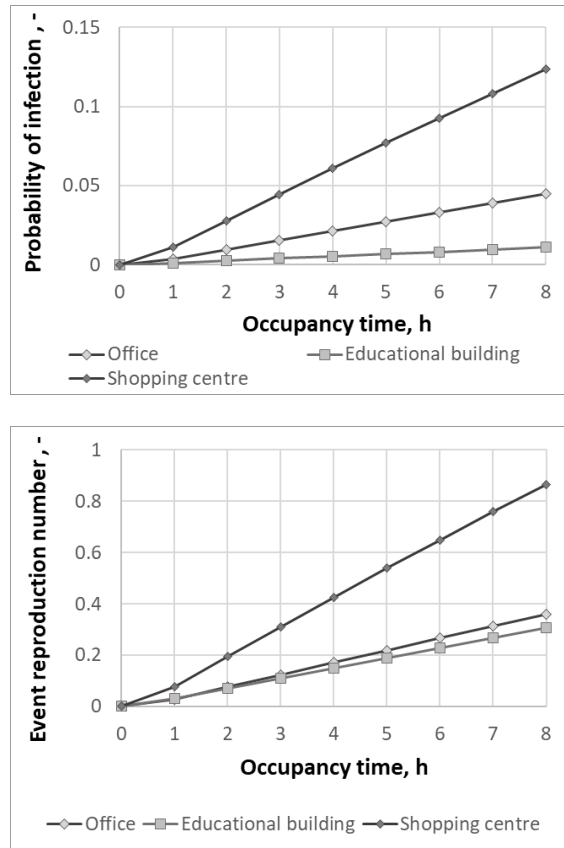 0.15
0.1
0.05
0
Probability of infection , -
0 1 2 3 4 5 6 7 8
Occupancy time, h
Office Educational building
Shopping centre
1
0.8
0.6
0.4
0.2
0
Event reproduction number , -
0 1 2 3 4 5 6 7 8
Occupancy time, h
Office Educational building Shopping centre